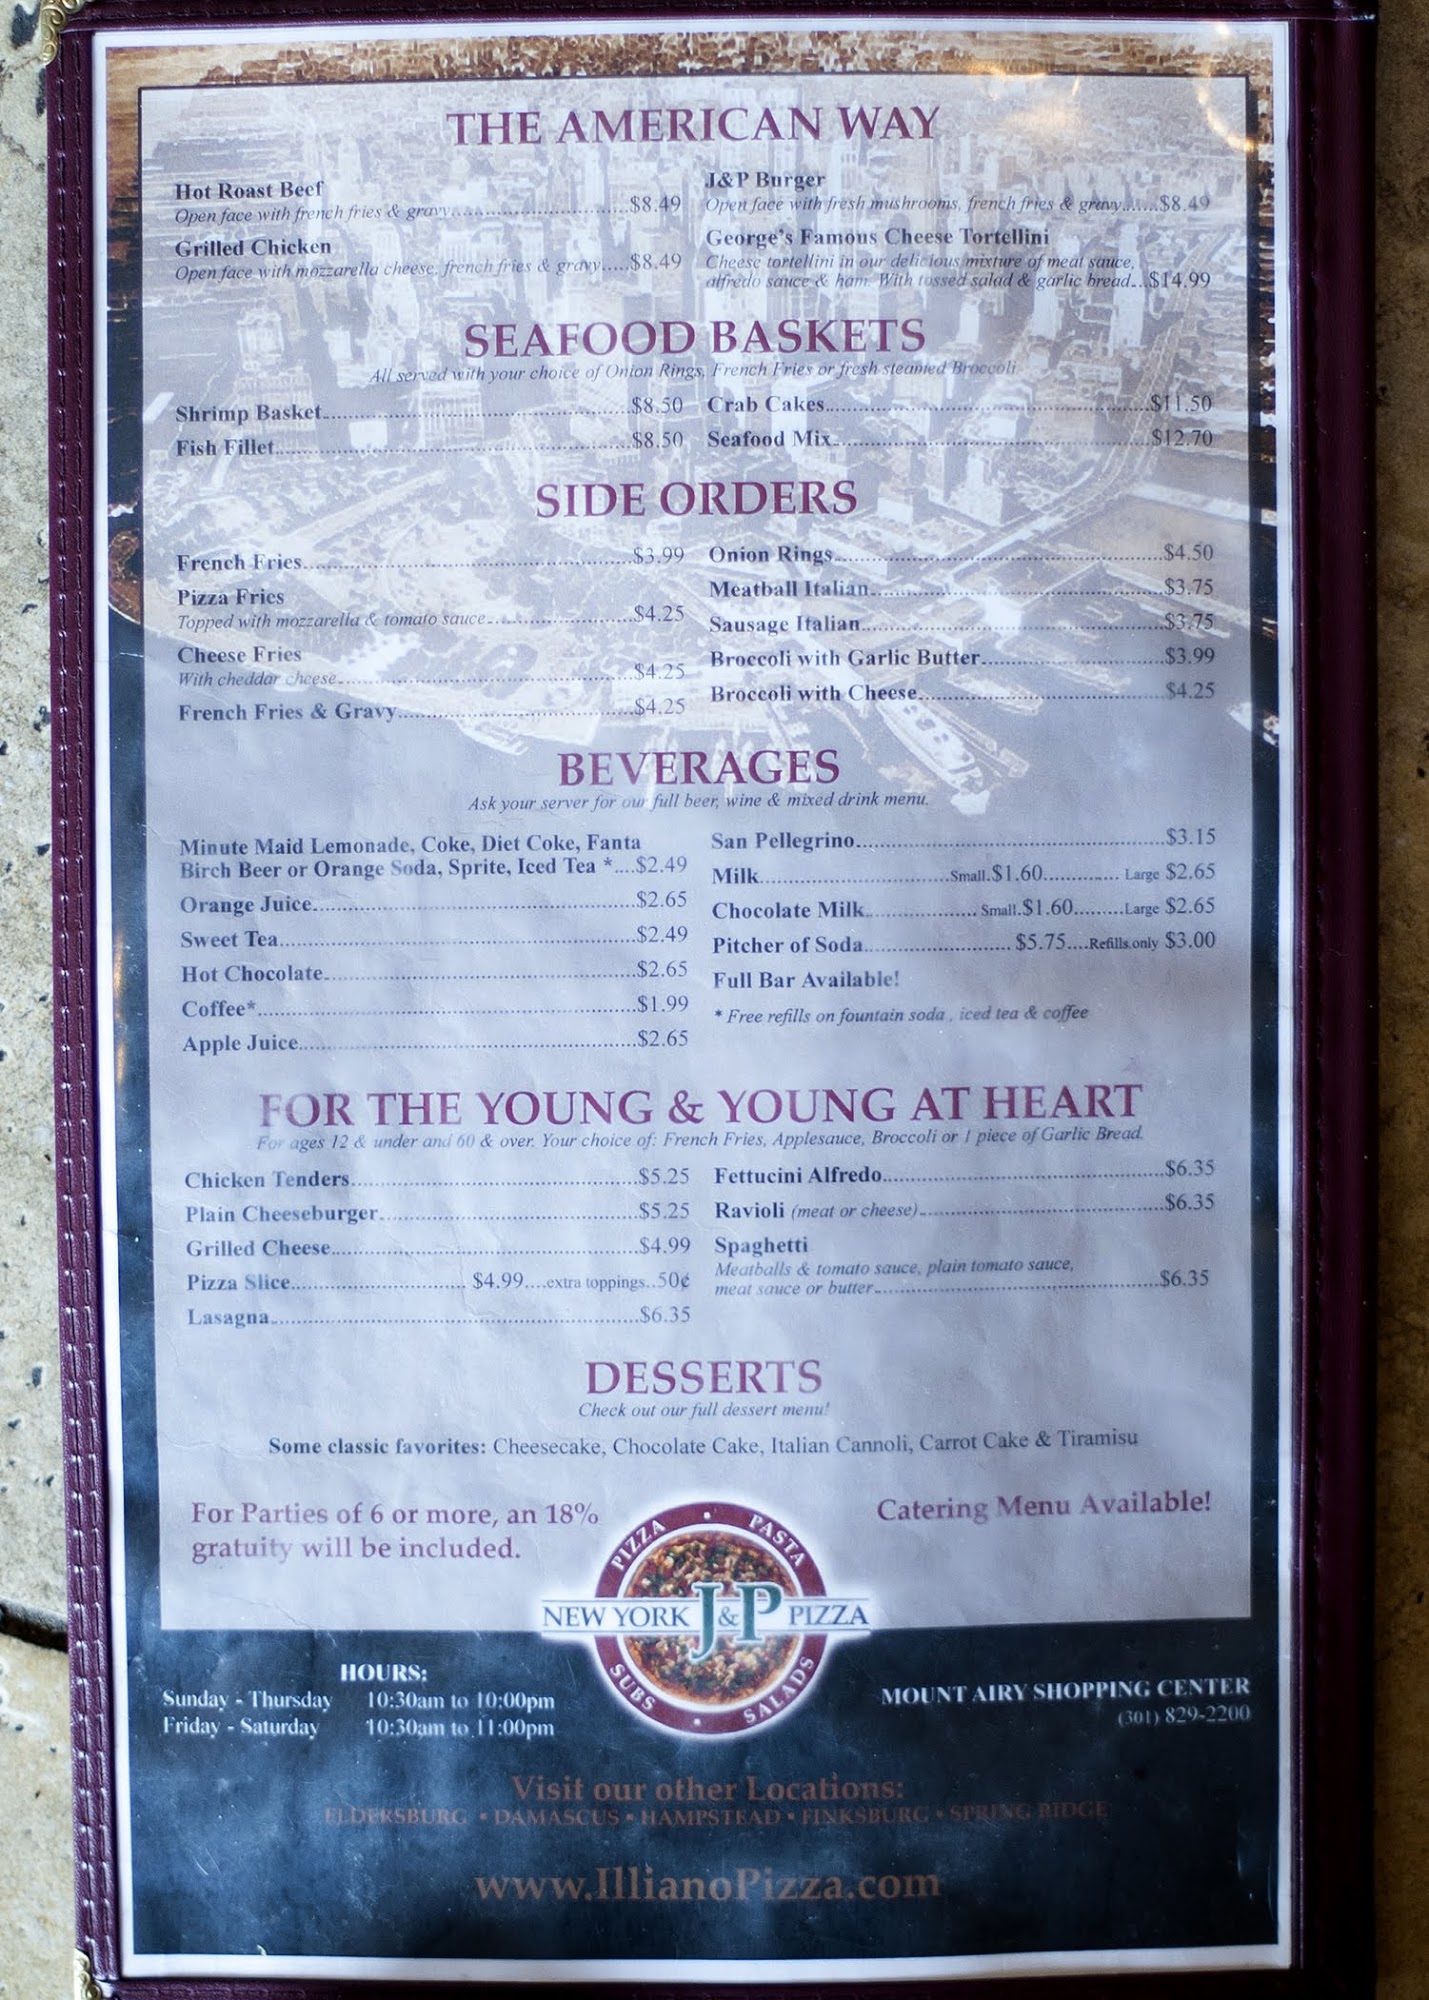 THE AMERICAN WAY
Hot Roast Beef
Open face with french fries & gravy..............................$8.49
Grilled Chicken
Open face with mozzarella cheese, french fries & gravy.....$8.49
J&P Burger
Open face with fresh mushrooms, french fries & gravy......$8.49
George's Famous Cheese Tortellini
Cheese tortellini in our delicious mixture of meat sauce,
alfredo sauce & ham. With tossed salad & garlic bread...$14.99
SEAFOOD BASKETS
All served with your choice of Onion Rings, French Fries or fresh steamed Broccoli
Shrimp Basket....................................................$8.50
Fish Fillet............................................................$8.50
Crab Cakes.......................................................$11.50
Seafood Mix.....................................................$12.70
SIDE ORDERS
French Fries.......................................................$3.99
Pizza Fries
Topped with mozzarella & tomato sauce.........................$4.25
Cheese Fries
With cheddar cheese..................................................$4.25
French Fries & Gravy........................................$4.25
Onion Rings.........................................................$4.50
Meatball Italian..................................................$3.75
Sausage Italian...................................................$3.75
Broccoli with Garlic Butter...............................$3.99
Broccoli with Cheese..........................................$4.25
BEVERAGES
Ask your server for our full beer, wine & mixed drink menu.
Minute Maid Lemonade, Coke, Diet Coke, Fanta
Birch Beer or Orange Soda, Sprite, Iced Tea *....$2.49
Orange Juice......................................................$2.65
Sweet Tea............................................................$2.49
Hot Chocolate....................................................$2.65
Coffee*................................................................$1.99
Apple Juice.........................................................$2.65
San Pellegrino....................................................$3.15
Milk................................Small.$1.60............. Large $2.65
Chocolate Milk................... Small.$1.60.........Large $2.65
Pitcher of Soda......................... $5.75....Refills only $3.00
Full Bar Available!
* Free refills on fountain soda , iced tea & coffee
FOR THE YOUNG & YOUNG AT HEART
For ages 12 & under and 60 & over. Your choice of: French Fries, Applesauce, Broccoli or 1 piece of Garlic Bread.
Chicken Tenders................................................$5.25
Plain Cheeseburger............................................$5.25
Grilled Cheese....................................................$4.99
Pizza Slice.............................. $4.99....extra toppings..50¢
Lasagna..............................................................$6.35
Fettucini Alfredo................................................$6.35
Ravioli (meat or cheese).........................................$6.35
Spaghetti
Meatballs & tomato sauce, plain tomato sauce,
meat sauce or butter...............................................$6.35
DESSERTS
Check out our full dessert menu!
Some classic favorites: Cheesecake, Chocolate Cake, Italian Cannoli, Carrot Cake & Tiramisu
For Parties of 6 or more, an 18%
gratuity will be included.
Catering Menu Available!
PIZZA • PASTA
NEW YORK J&P PIZZA
SUBS • SALADS
HOURS:
Sunday - Thursday 10:30am to 10:00pm
Friday - Saturday 10:30am to 11:00pm
MOUNT AIRY SHOPPING CENTER
(301) 829-2200
Visit our other Locations:
ELDERSBURG • DAMASCUS • HAMPSTEAD • FINKSBURG • SPRING RIDGE
www.IllianoPizza.com